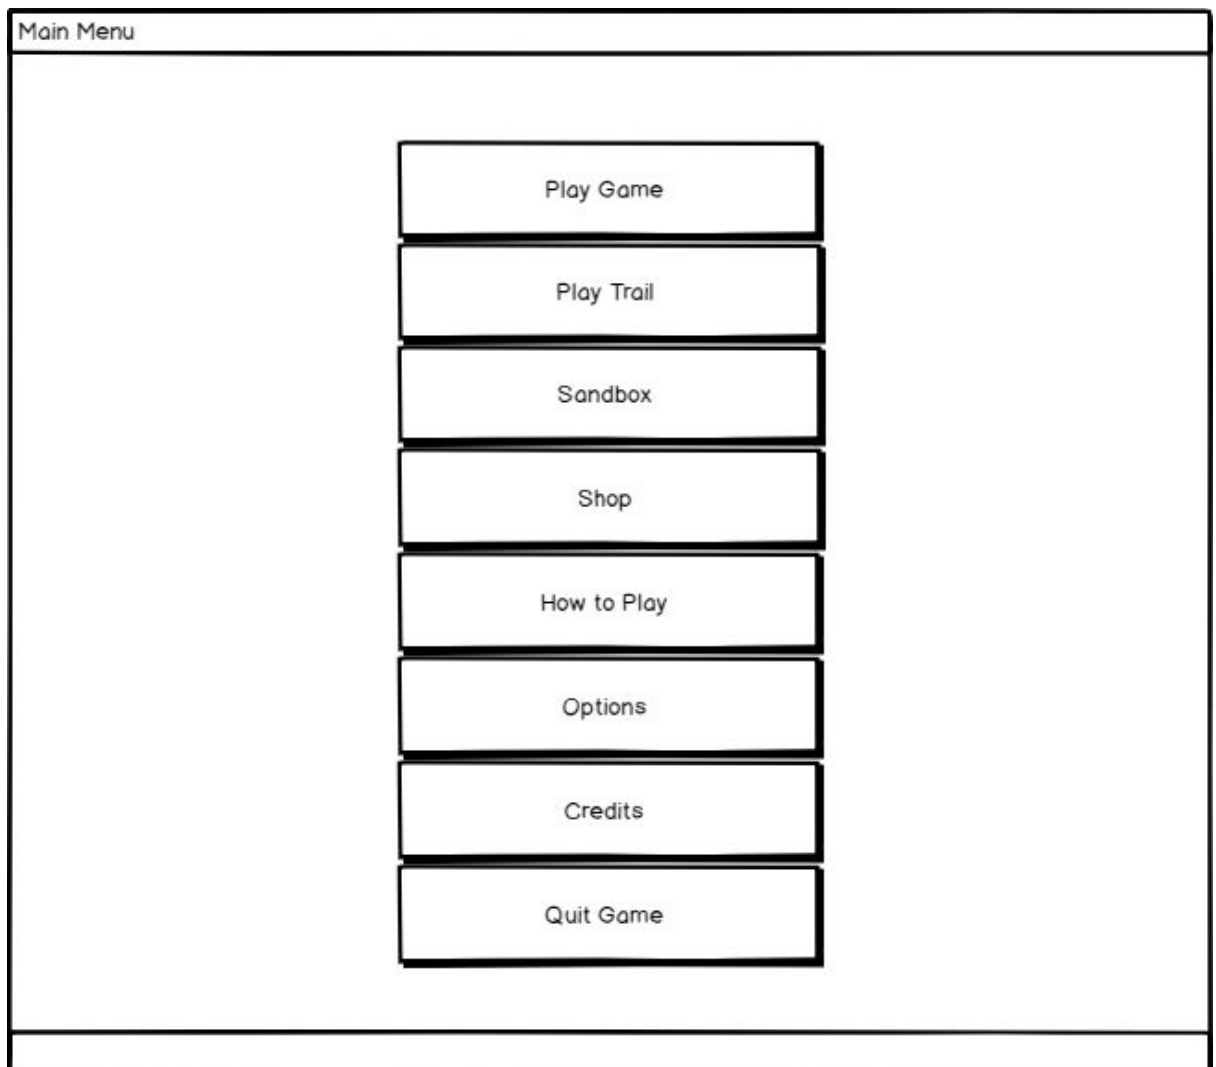 Main Menu
Play Game
Play Trail
Sandbox
Shop
How to Play
Options
Credits
Quit Game